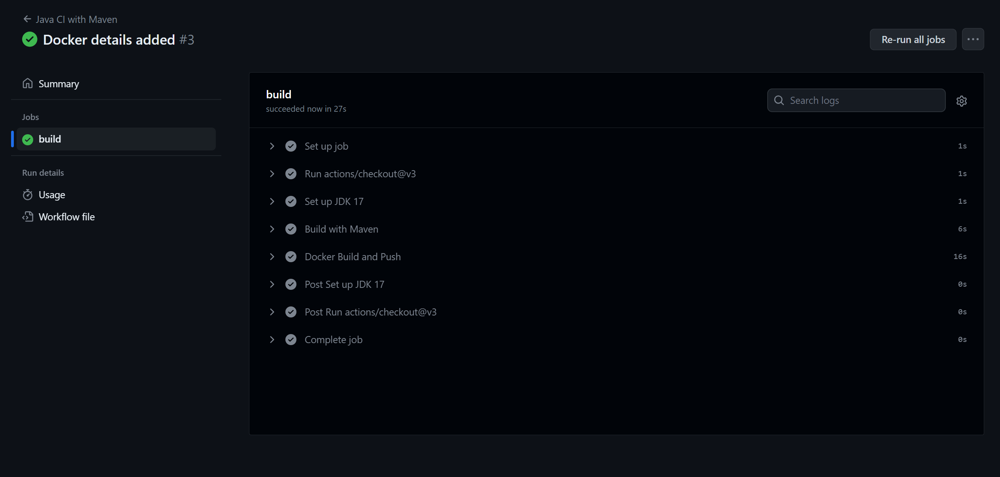 Java CI with Maven
Docker details added #3
Re-run all jobs
Summary
Jobs
build
Run details
Usage
Workflow file
build
succeeded now in 27s
Search logs
Set up job 1s
Run actions/checkout@v3 1s
Set up JDK 17 1s
Build with Maven 6s
Docker Build and Push 16s
Post Set up JDK 17 0s
Post Run actions/checkout@v3 0s
Complete job 0s